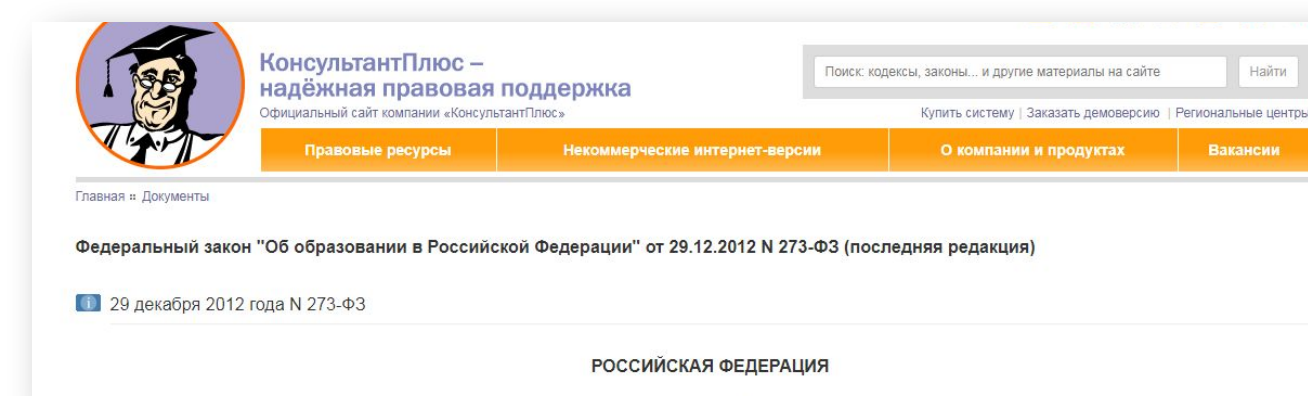 КонсультантПлюс –
надёжная правовая поддержка
Официальный сайт компании «КонсультантПлюс»
Поиск: кодексы, законы... и другие материалы на сайте
Найти
Купить систему | Заказать демоверсию | Региональные центры
Правовые ресурсы
Некоммерческие интернет-версии
О компании и продуктах
Вакансии
Главная :: Документы
Федеральный закон "Об образовании в Российской Федерации" от 29.12.2012 N 273-ФЗ (последняя редакция)
29 декабря 2012 года N 273-ФЗ
РОССИЙСКАЯ ФЕДЕРАЦИЯ